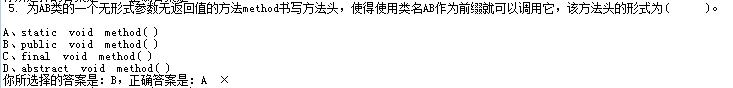 5. 为AB类的一个无形式参数无返回值的方法method书写方法头，使得使用类名AB作为前缀就可以调用它，该方法头的形式为(     )。
A、static  void  method( )
B、public  void  method( )
C、final  void  method( )
D、abstract  void  method( )
你所选择的答案是：B，正确答案是：A  ×